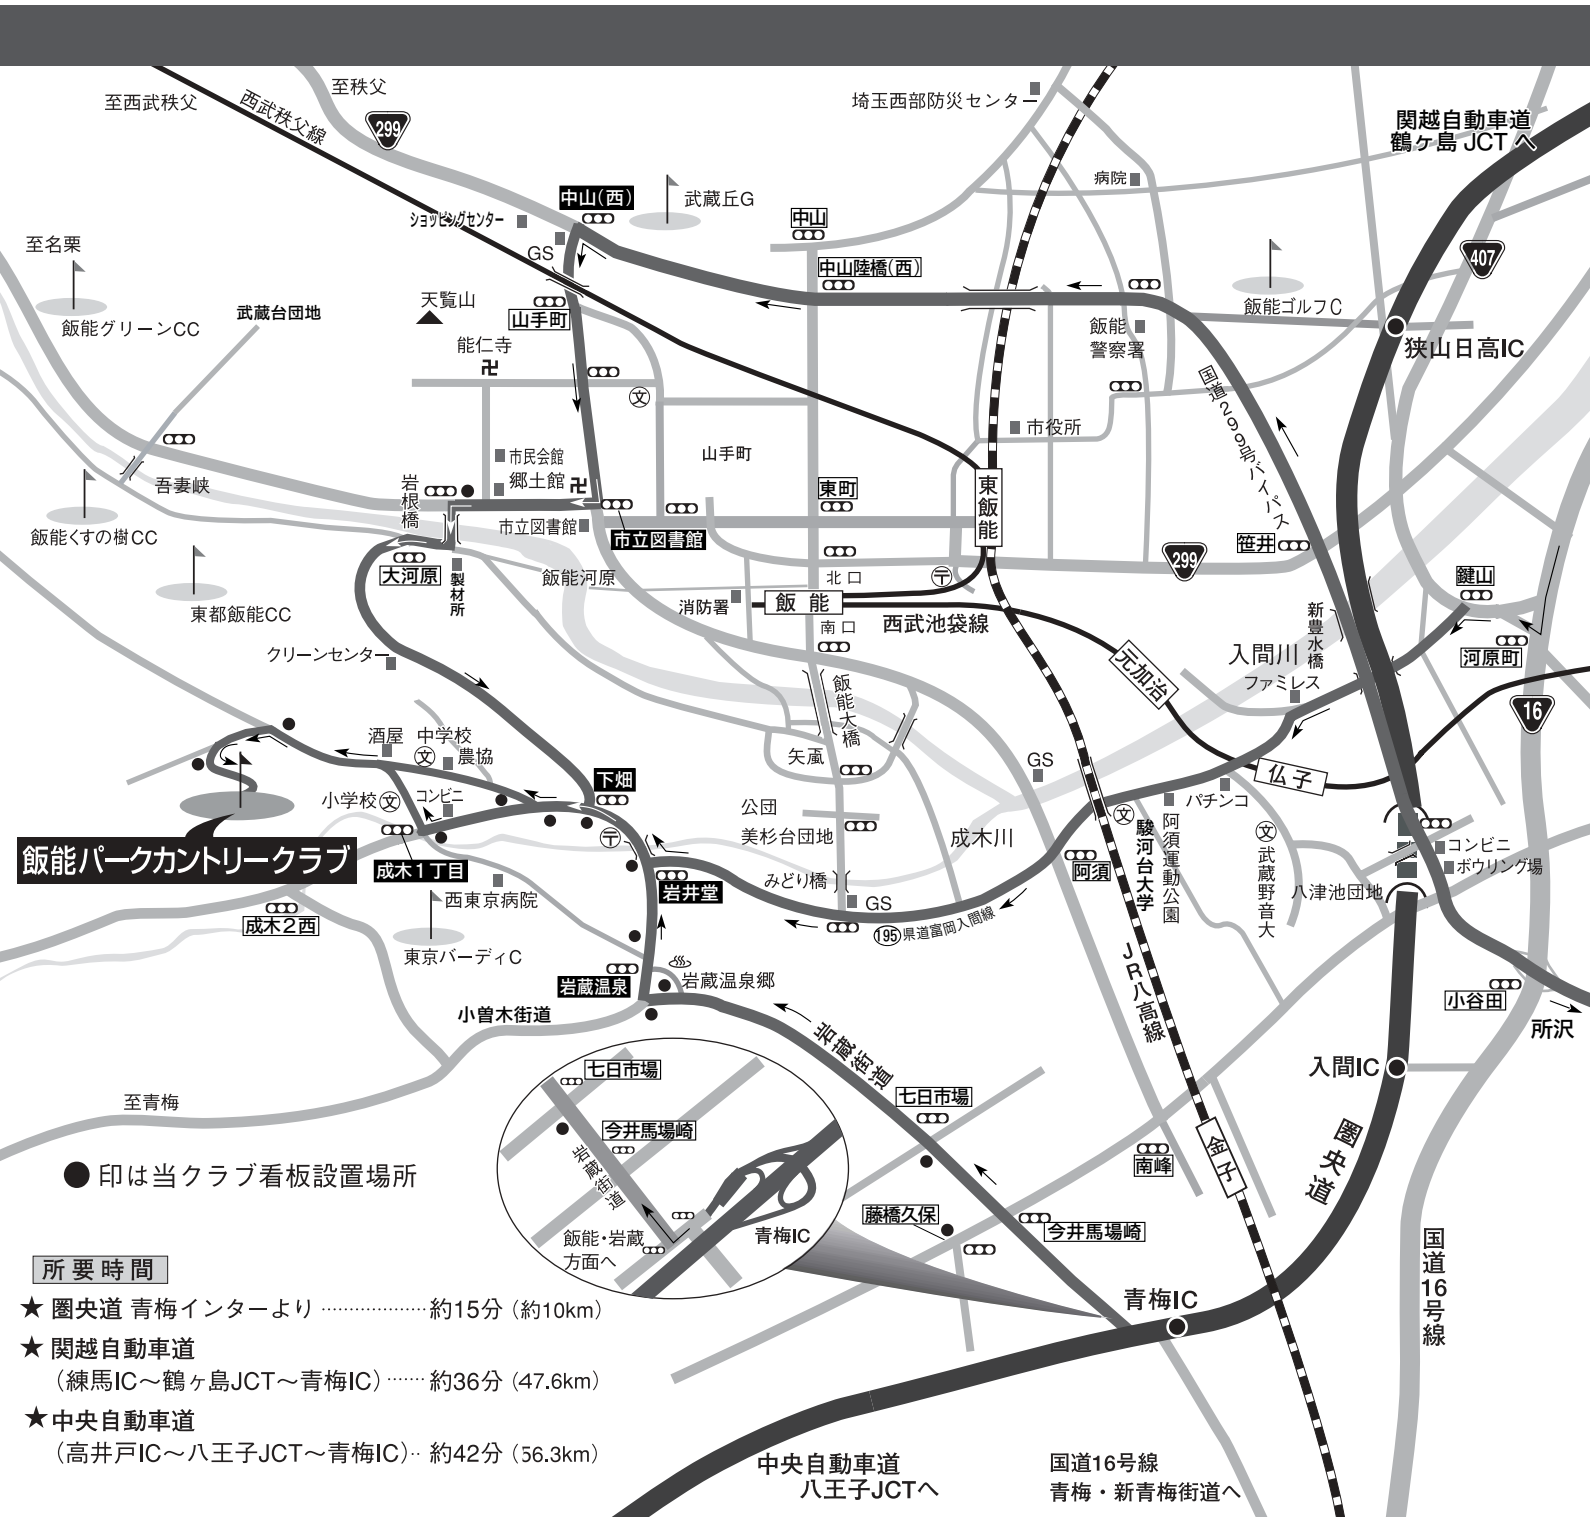 至西武秩父
至秩父
西武秩父線
299
埼玉西部防災センター
関越自動車道
鶴ヶ島 JCT へ
病院
中山(西)
武蔵丘G
ショッピングセンター
中山
GS
至名栗
中山陸橋(西)
407
天覧山
山手町
武蔵台団地
飯能グリーンCC
飯能ゴルフC
飯能
警察署
狭山日高IC
能仁寺
卍
文
国道299号バイパス
市役所
市民会館
郷土館
卍
山手町
吾妻峡
岩根橋
東町
東飯能
飯能くすの樹CC
市立図書館
市立図書館
笹井
299
大河原
製材所
飯能河原
北口
〒
鍵山
東都飯能CC
消防署
飯能
南口
西武池袋線
新豊水橋
河原町
クリーンセンター
入間川
ファミレス
元加治
飯能大橋
16
酒屋
中学校
文
農協
矢颪
GS
仏子
下畑
小学校
文
コンビニ
公団
美杉台団地
パチンコ
飯能パークカントリークラブ
〒
成木川
文
駿河台大学
阿須運動公園
文
武蔵野音大
コンビニ
ボウリング場
成木1丁目
岩井堂
みどり橋
阿須
八津池団地
西東京病院
GS
成木2西
195
県道富岡入間線
東京バーディC
JR八高線
岩蔵温泉
岩蔵温泉郷
小谷田
小曽木街道
所沢
岩蔵街道
入間IC
七日市場
七日市場
至青梅
今井馬場崎
岩蔵街道
金子
圏央道
南峰
●印は当クラブ看板設置場所
藤橋久保
今井馬場崎
飯能・岩蔵
方面へ
青梅IC
国道16号線
所要時間
青梅IC
★ 圏央道 青梅インターより ……………… 約15分 (約10km)
★ 関越自動車道
(練馬IC〜鶴ヶ島JCT〜青梅IC) …… 約36分 (47.6km)
★ 中央自動車道
(高井戸IC〜八王子JCT〜青梅IC)‥ 約42分 (56.3km)
中央自動車道
八王子JCTへ
国道16号線
青梅・新青梅街道へ